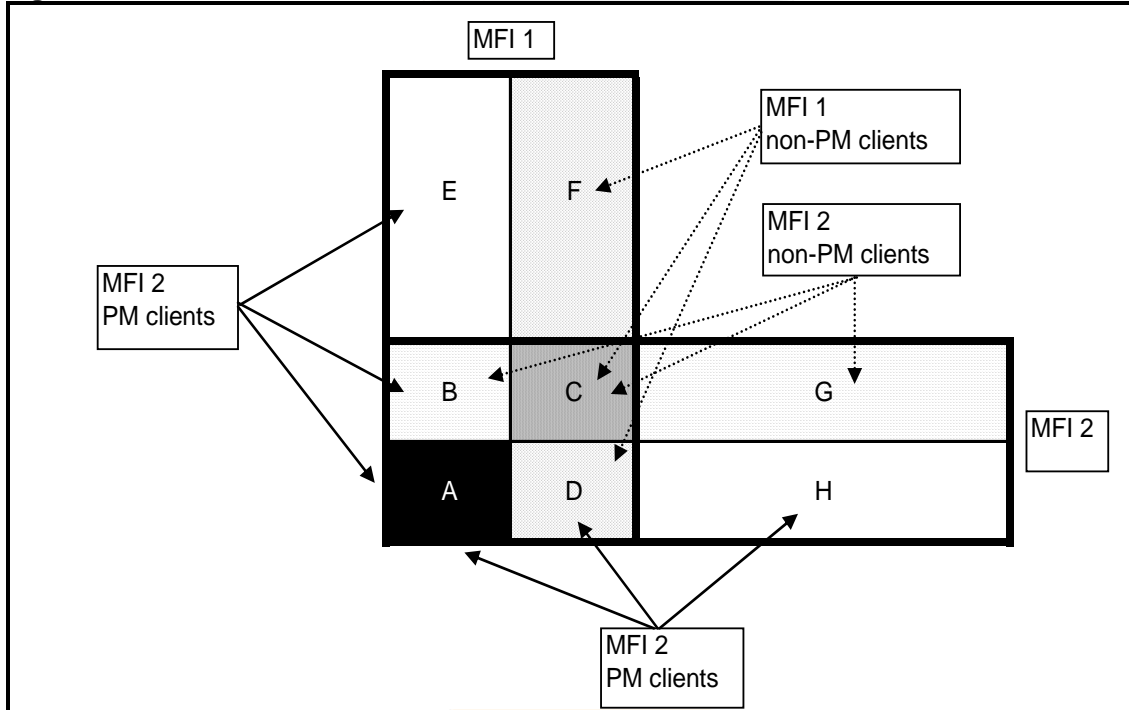 MFI 1
MFI 1
non-PM clients
E
F
MFI 2
non-PM clients
MFI 2
PM clients
B
C
G
MFI 2
A
D
H
MFI 2
PM clients